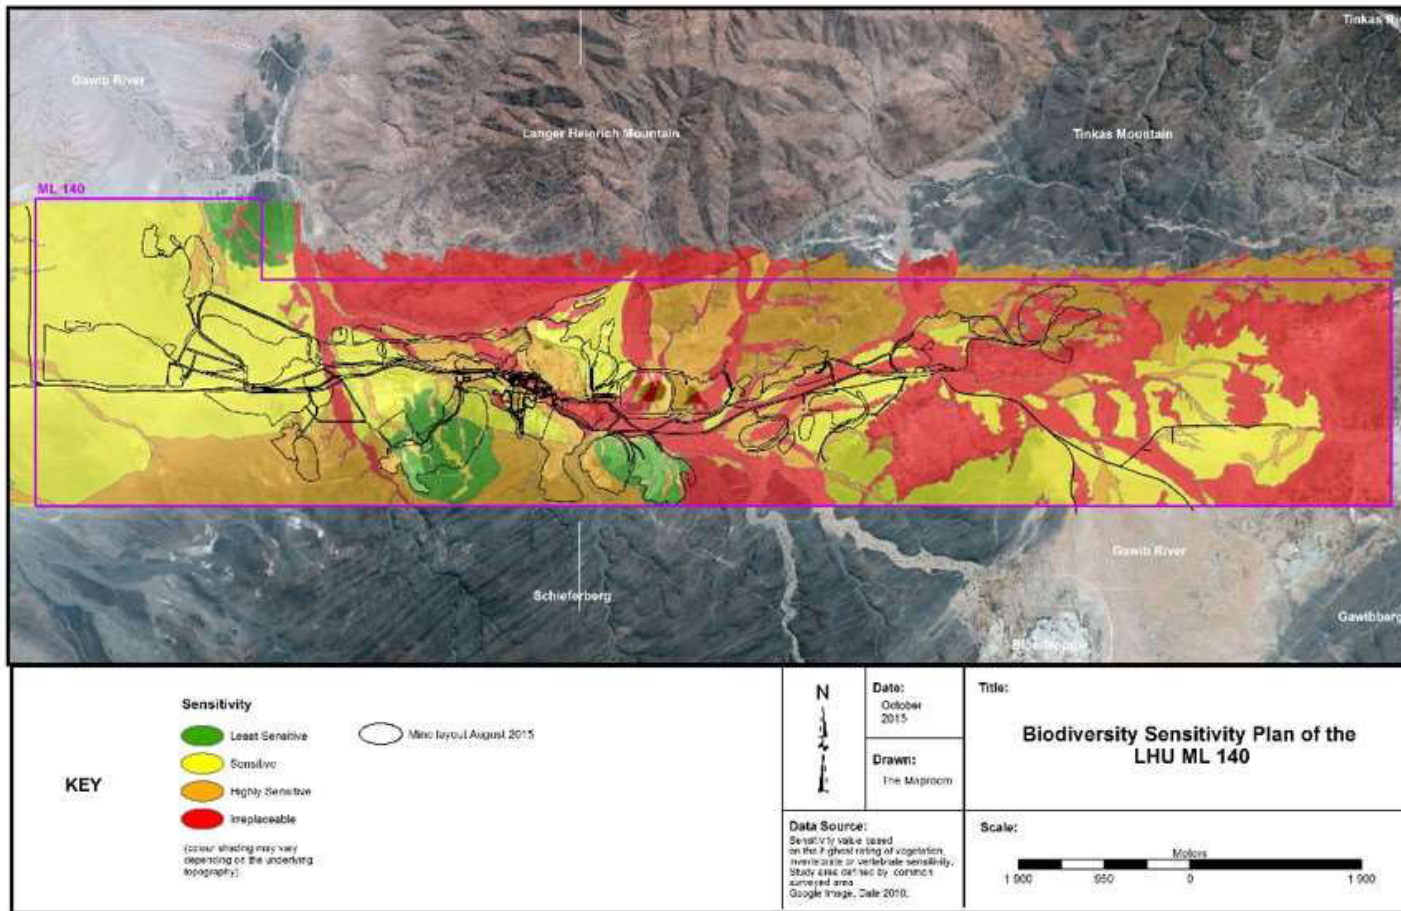 Tinkas Ri
Gawib River
Langer Heinrich Mountain
Tinkas Mountain
ML 140
Gawib River
Schieferberg
Gawibberg
KEY
Sensitivity
Least Sensitive
Sensitive
Highly Sensitive
Irreplaceable
(colour shading may vary
depending on the underlying
topography)
Mine layout August 2015
N
Date:
October
2015
Drawn:
The Maproom
Data Source:
Sensitivity value based
on the highest rating of vegetation,
invertebrate or vertebrate sensitivity.
Study area defined by common
surveyed area
Google Image, Date 2010.
Title:
Biodiversity Sensitivity Plan of the
LHU ML 140
Scale:
Meters
1 900 950 0 1 900